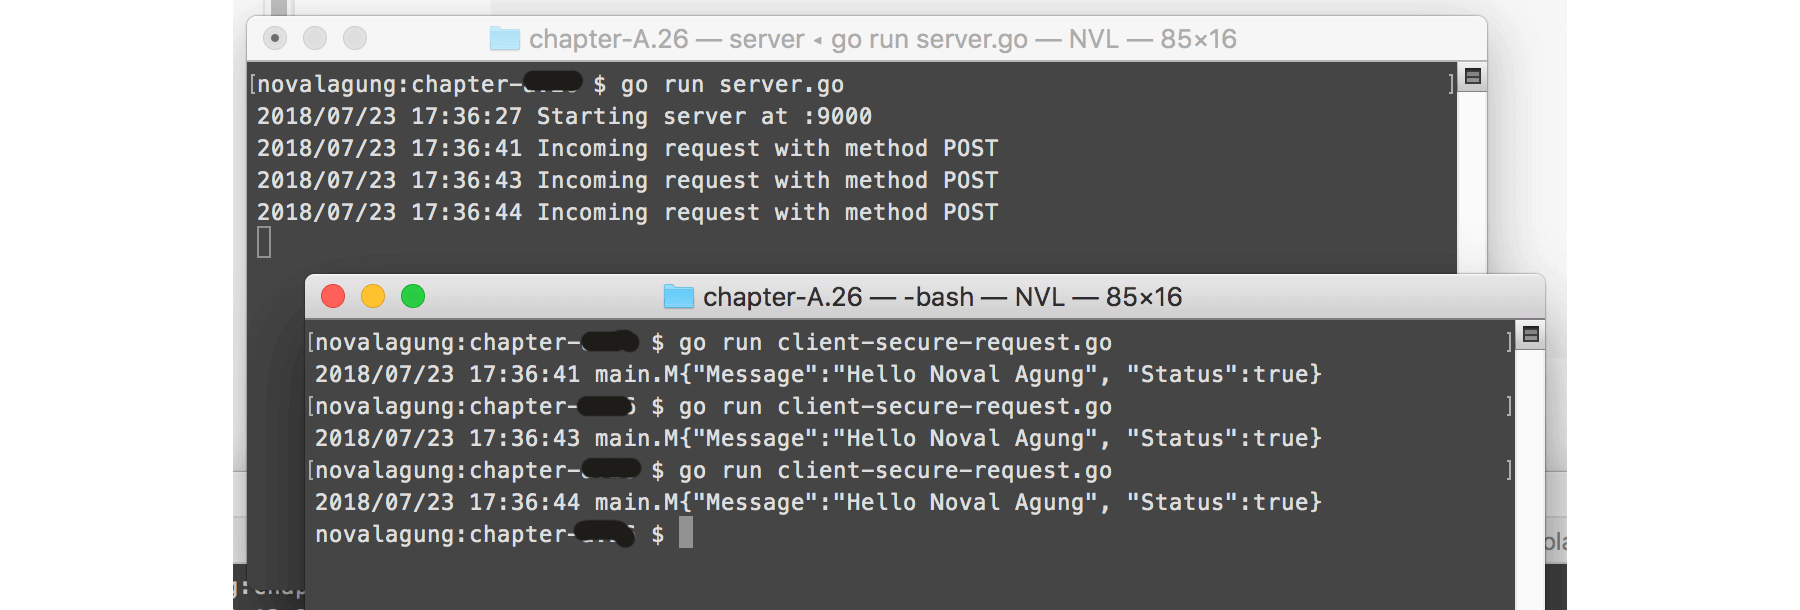 chapter-A.26 — server ◂ go run server.go — NVL — 85×16
[novalagung:chapter- $ go run server.go ]
2018/07/23 17:36:27 Starting server at :9000
2018/07/23 17:36:41 Incoming request with method POST
2018/07/23 17:36:43 Incoming request with method POST
2018/07/23 17:36:44 Incoming request with method POST
chapter-A.26 — -bash — NVL — 85×16
[novalagung:chapter- $ go run client-secure-request.go ]
2018/07/23 17:36:41 main.M{"Message":"Hello Noval Agung", "Status":true}
[novalagung:chapter- $ go run client-secure-request.go ]
2018/07/23 17:36:43 main.M{"Message":"Hello Noval Agung", "Status":true}
[novalagung:chapter- $ go run client-secure-request.go ]
2018/07/23 17:36:44 main.M{"Message":"Hello Noval Agung", "Status":true}
novalagung:chapter- $